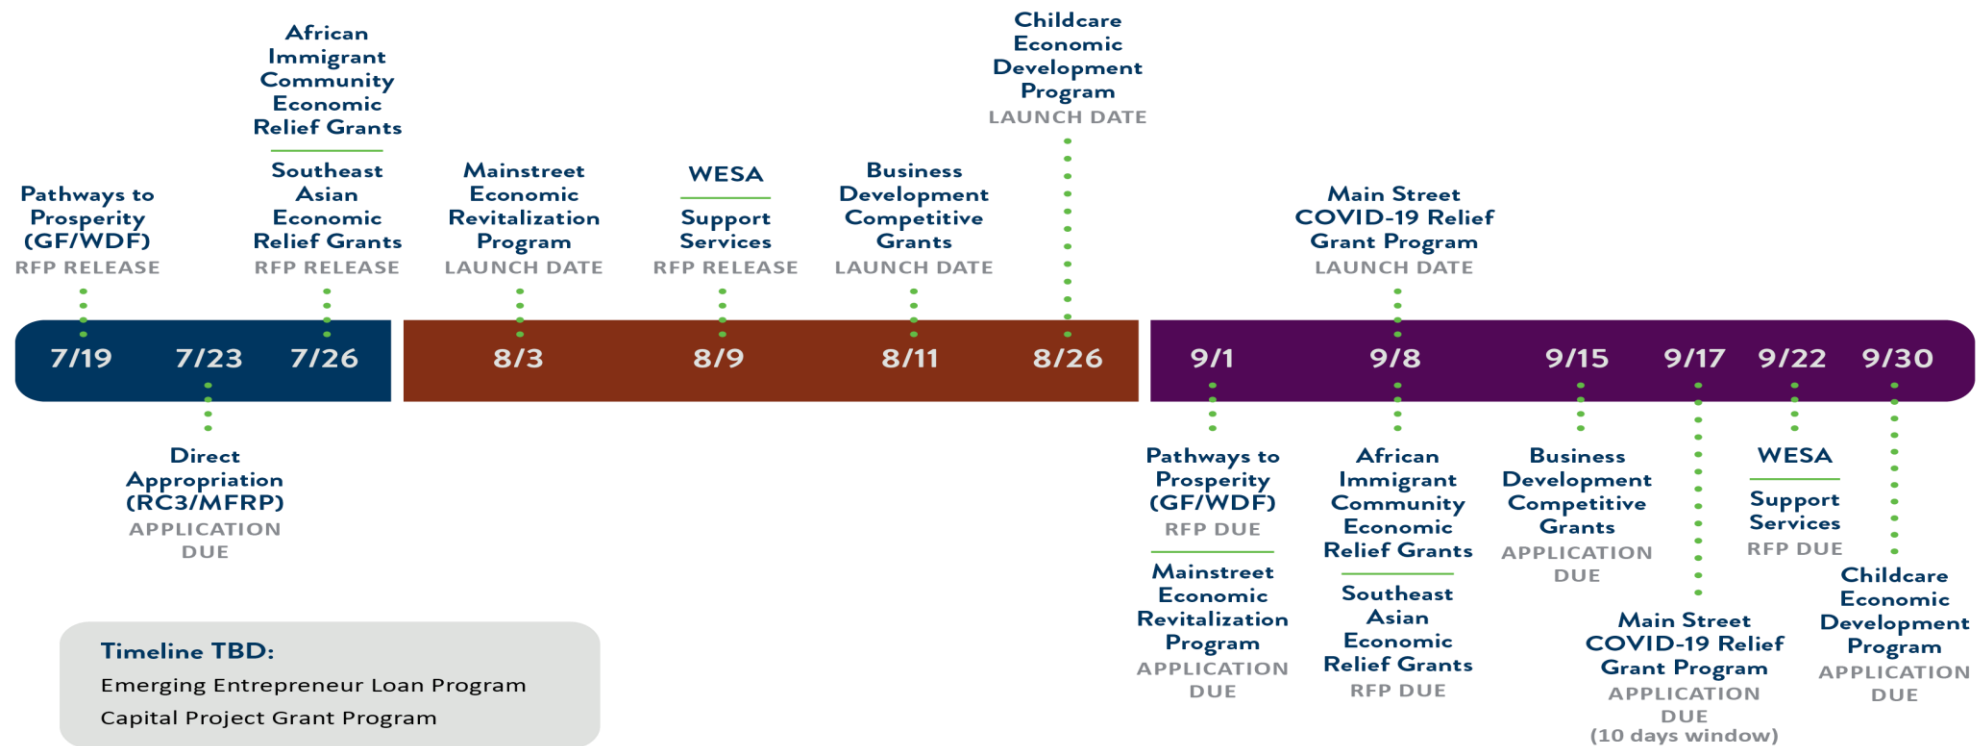 Pathways to
Prosperity
(GF/WDF)
RFP RELEASE
African
Immigrant
Community
Economic
Relief Grants
Southeast
Asian
Economic
Relief Grants
RFP RELEASE
Mainstreet
Economic
Revitalization
Program
LAUNCH DATE
WESA
Support
Services
RFP RELEASE
Business
Development
Competitive
Grants
LAUNCH DATE
Childcare
Economic
Development
Program
LAUNCH DATE
Main Street
COVID-19 Relief
Grant Program
LAUNCH DATE
7/19 7/23 7/26 8/3 8/9 8/11 8/26 9/1 9/8 9/15 9/17 9/22 9/30
Direct
Appropriation
(RC3/MFRP)
APPLICATION
DUE
Pathways to
Prosperity
(GF/WDF)
RFP DUE
Mainstreet
Economic
Revitalization
Program
APPLICATION
DUE
African
Immigrant
Community
Economic
Relief Grants
Southeast
Asian
Economic
Relief Grants
RFP DUE
Business
Development
Competitive
Grants
APPLICATION
DUE
Main Street
COVID-19 Relief
Grant Program
APPLICATION
DUE
(10 days window)
WESA
Support
Services
RFP DUE
Childcare
Economic
Development
Program
APPLICATION
DUE
Timeline TBD:
Emerging Entrepreneur Loan Program
Capital Project Grant Program